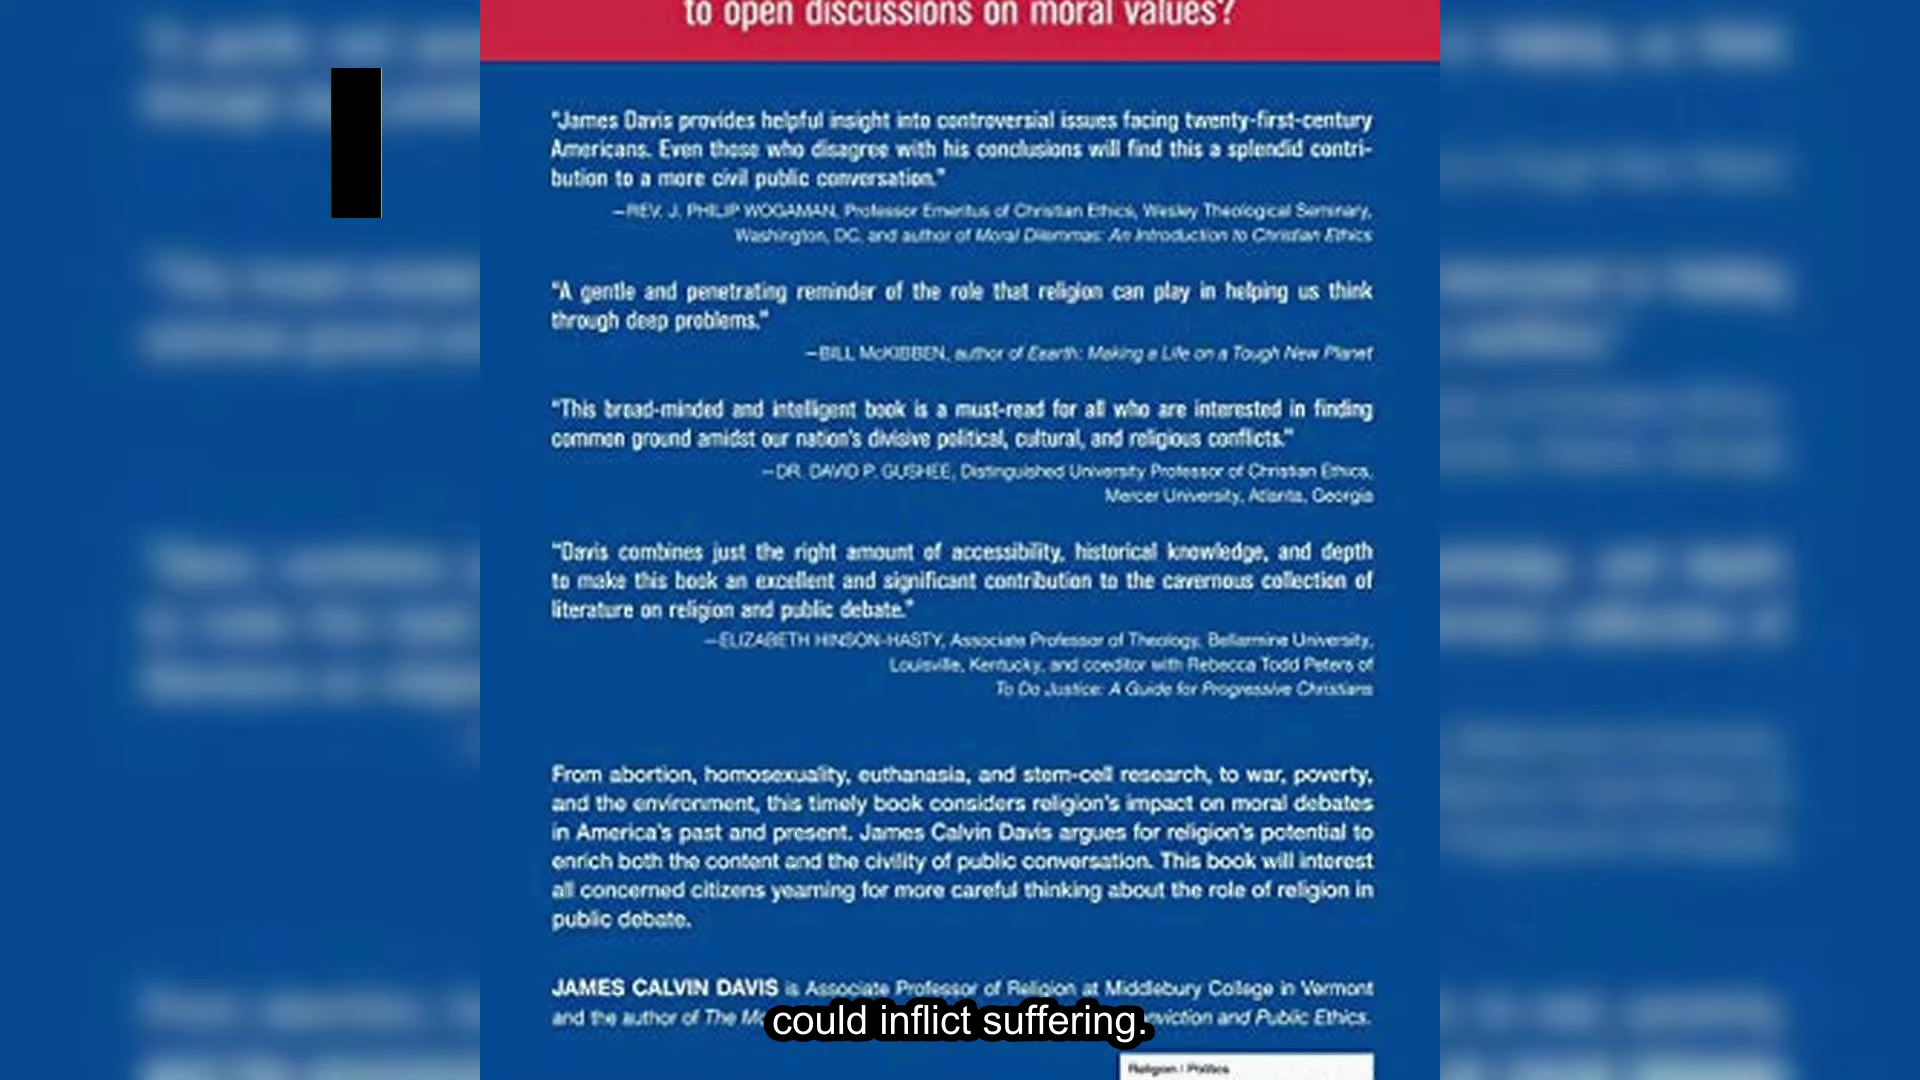 to open discussions on moral values?
"James Davis provides helpful insight into controversial issues facing twenty-first-century
Americans. Even those who disagree with his conclusions will find this a splendid contri-
bution to a more civil public conversation."
—REV. J. PHILIP WOGAMAN, Professor Emeritus of Christian Ethics, Wesley Theological Seminary,
Washington, DC, and author of Moral Dilemmas: An Introduction to Christian Ethics
"A gentle and penetrating reminder of the role that religion can play in helping us think
through deep problems."
—BILL McKIBBEN, author of Eaarth: Making a Life on a Tough New Planet
"This broad-minded and intelligent book is a must-read for all who are interested in finding
common ground amidst our nation's divisive political, cultural, and religious conflicts."
—DR. DAVID P. GUSHEE, Distinguished University Professor of Christian Ethics,
Mercer University, Atlanta, Georgia
"Davis combines just the right amount of accessibility, historical knowledge, and depth
to make this book an excellent and significant contribution to the cavernous collection of
literature on religion and public debate."
—ELIZABETH HINSON-HASTY, Associate Professor of Theology, Bellarmine University,
Louisville, Kentucky, and coeditor with Rebecca Todd Peters of
To Do Justice: A Guide for Progressive Christians
From abortion, homosexuality, euthanasia, and stem-cell research, to war, poverty,
and the environment, this timely book considers religion's impact on moral debates
in America's past and present. James Calvin Davis argues for religion's potential to
enrich both the content and the civility of public conversation. This book will interest
all concerned citizens yearning for more careful thinking about the role of religion in
public debate.
JAMES CALVIN DAVIS is Associate Professor of Religion at Middlebury College in Vermont
and the author of The and Public Ethics.
could inflict suffering.
Religion / Politics